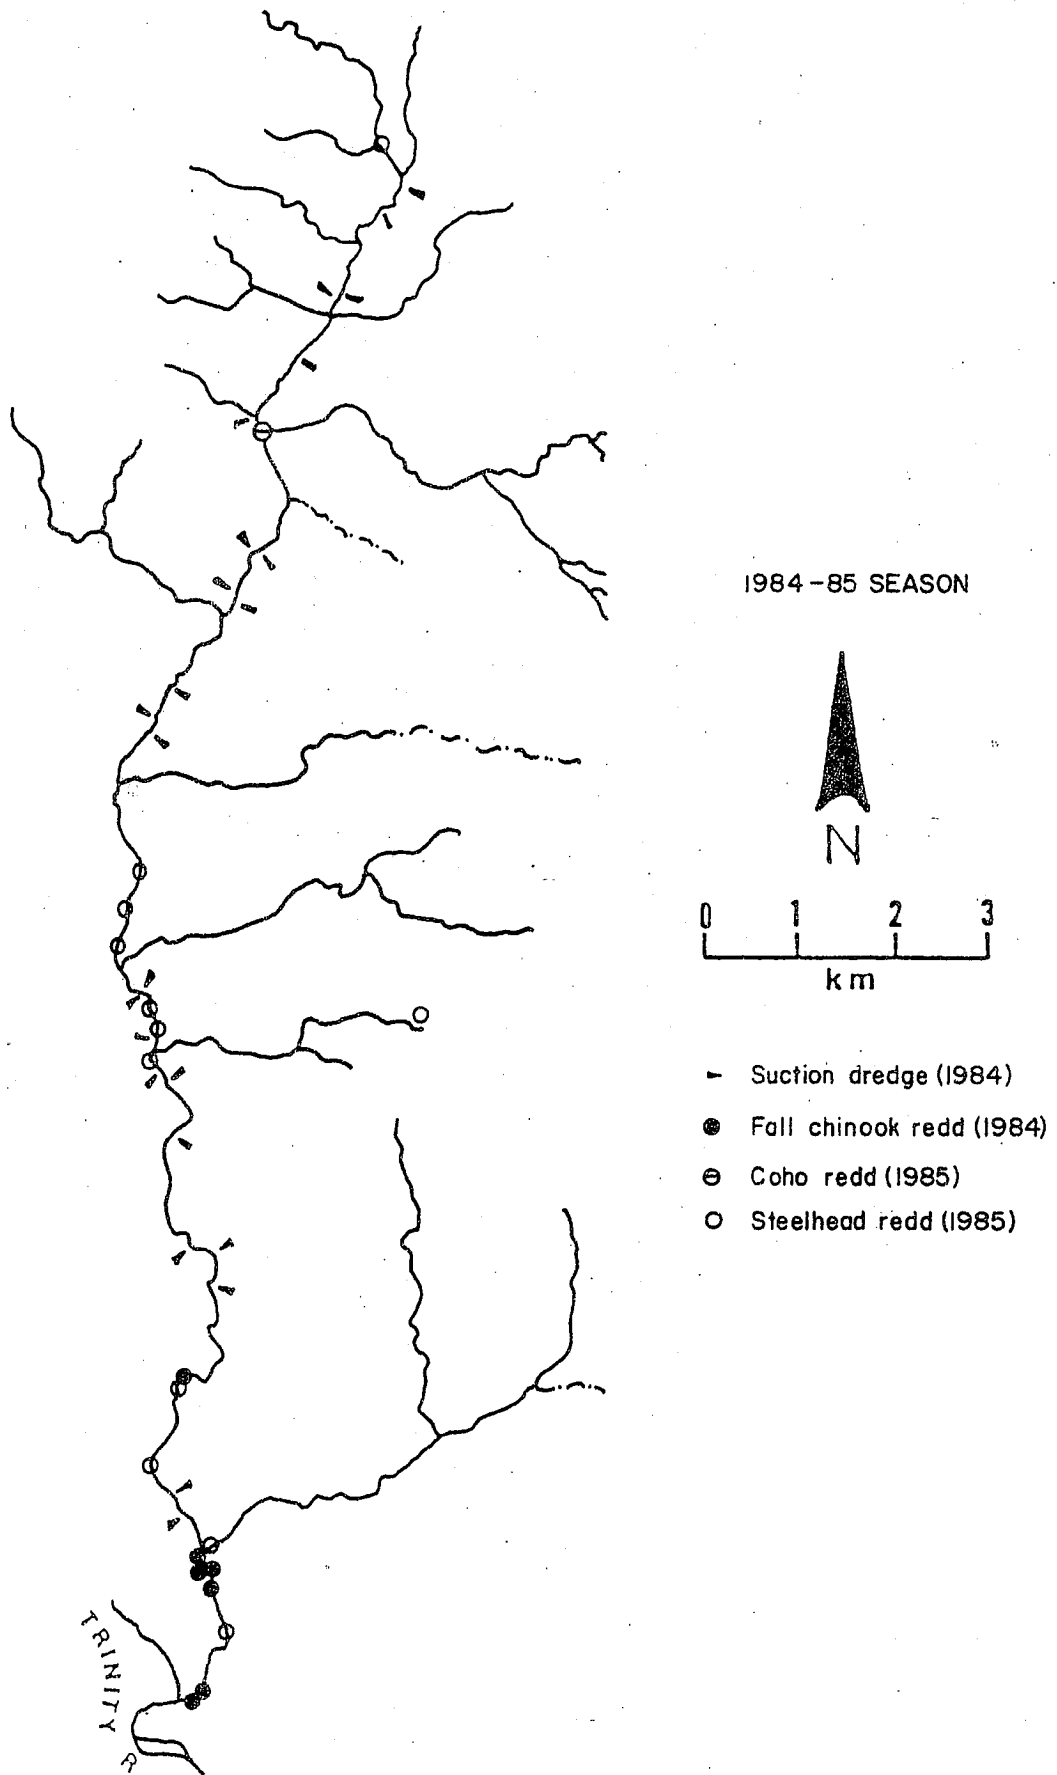 1984-85 SEASON
N
0 1 2 3
km
Suction dredge (1984)
Fall chinook redd (1984)
Coho redd (1985)
Steelhead redd (1985)
TRINITY R